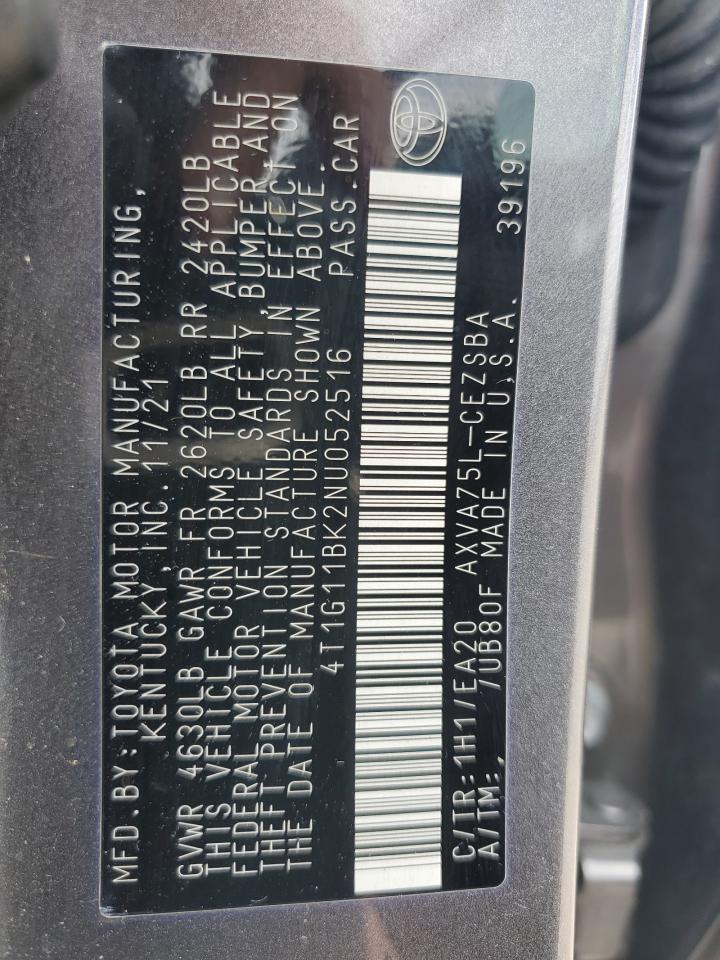 MFD.BY:TOYOTA MOTOR MANUFACTURING,
KENTUCKY,INC.11/21
GVWR 4630LB GAWR FR 2620LB RR 2420LB
THIS VEHICLE CONFORMS TO ALL APPLICABLE
FEDERAL MOTOR VEHICLE SAFETY,BUMPER,AND
THEFT PREVENTION STANDARDS IN EFFECT ON
THE DATE OF MANUFACTURE SHOWN ABOVE.
4T1G11BK2NU052516 PASS.CAR
C/TR:1H1/EA20 AXVA75L-CEZSBA
A/TM: /UB80F MADE IN U.S.A. 39196